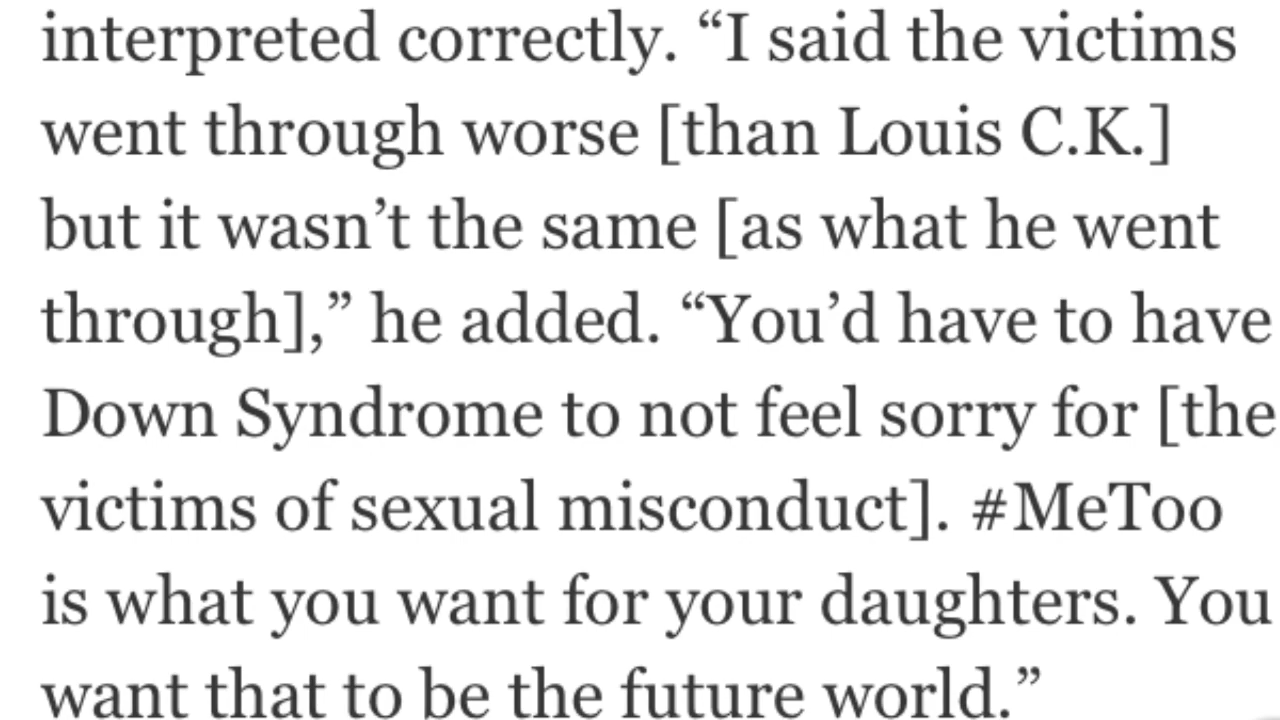 interpreted correctly. “I said the victims
went through worse [than Louis C.K.]
but it wasn’t the same [as what he went
through],” he added. “You’d have to have
Down Syndrome to not feel sorry for [the
victims of sexual misconduct]. #MeToo
is what you want for your daughters. You
want that to be the future world.”